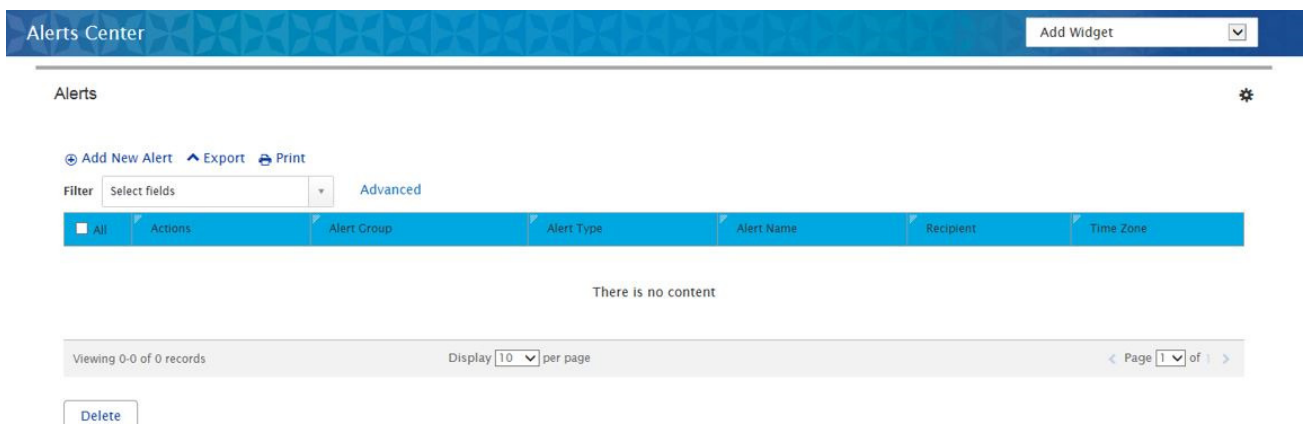 Alerts Center Add Widget
Alerts
Add New Alert Export Print
Filter Select fields Advanced
All Actions Alert Group Alert Type Alert Name Recipient Time Zone
There is no content
Viewing 0-0 of 0 records Display 10 per page Page 1 of
Delete